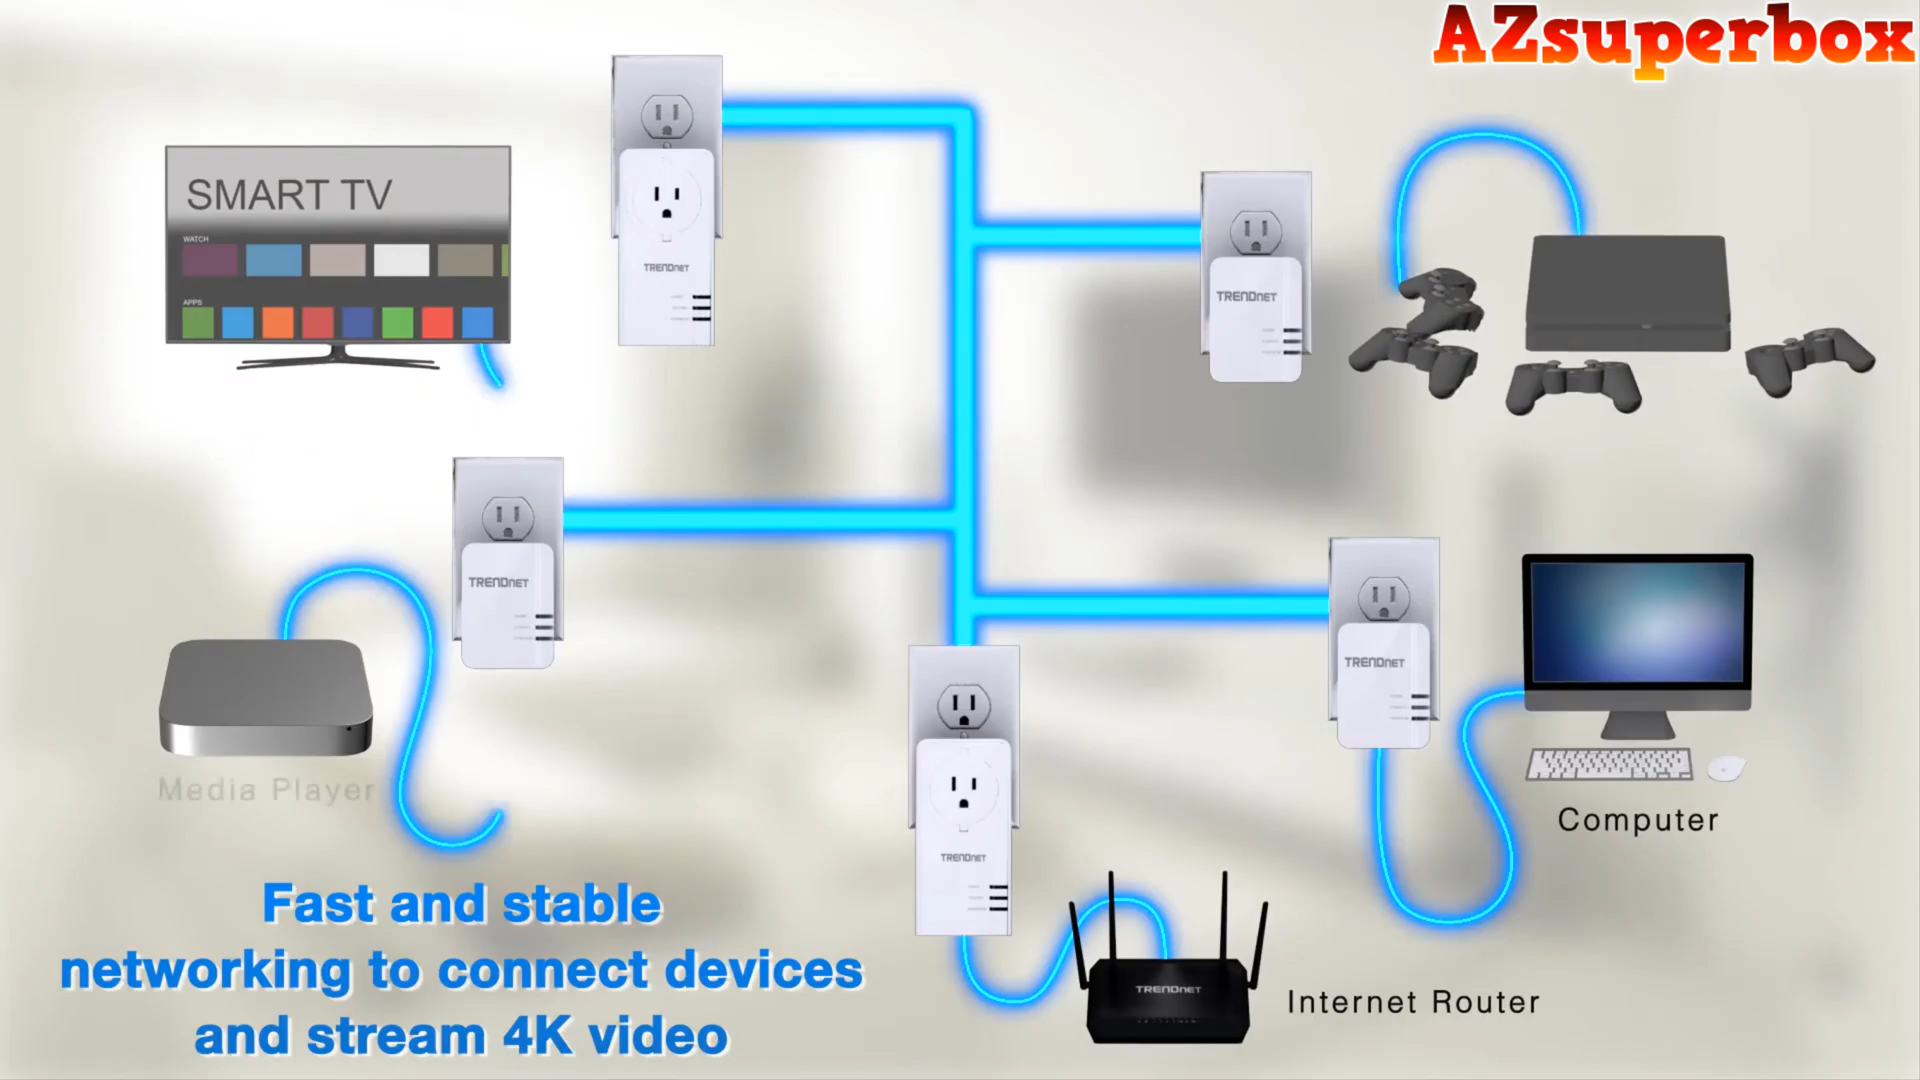 AZsuperbox
SMART TV
WATCH
APPS
TRENDNET
TRENDNET
TRENDNET
TRENDNET
Media Player
TRENDNET
Computer
TRENDNET
Internet Router
Fast and stable
networking to connect devices
and stream 4K video